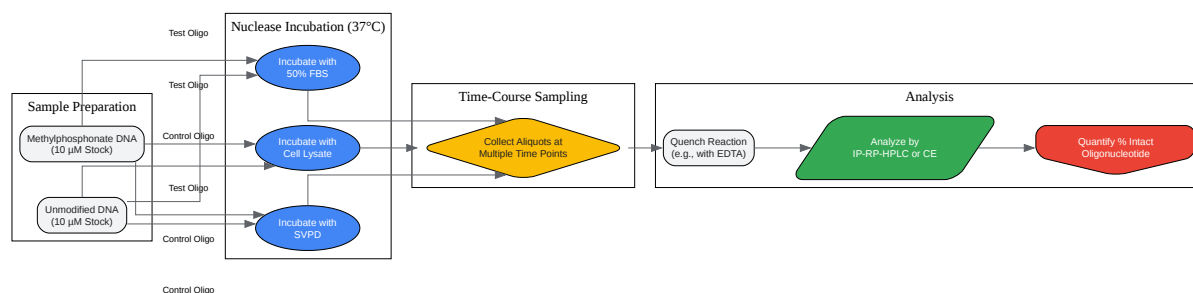 Test Oligo
Test Oligo
Control Oligo
Test Oligo
Control Oligo
Control Oligo
Sample Preparation
Methylphosphonate DNA
(10 µM Stock)
Unmodified DNA
(10 µM Stock)
Nuclease Incubation (37°C)
Incubate with
50% FBS
Incubate with
Cell Lysate
Incubate with
SVPD
Time-Course Sampling
Collect Aliquots at
Multiple Time Points
Analysis
Quench Reaction
(e.g., with EDTA)
Analyze by
IP-RP-HPLC or CE
Quantify % Intact
Oligonucleotide